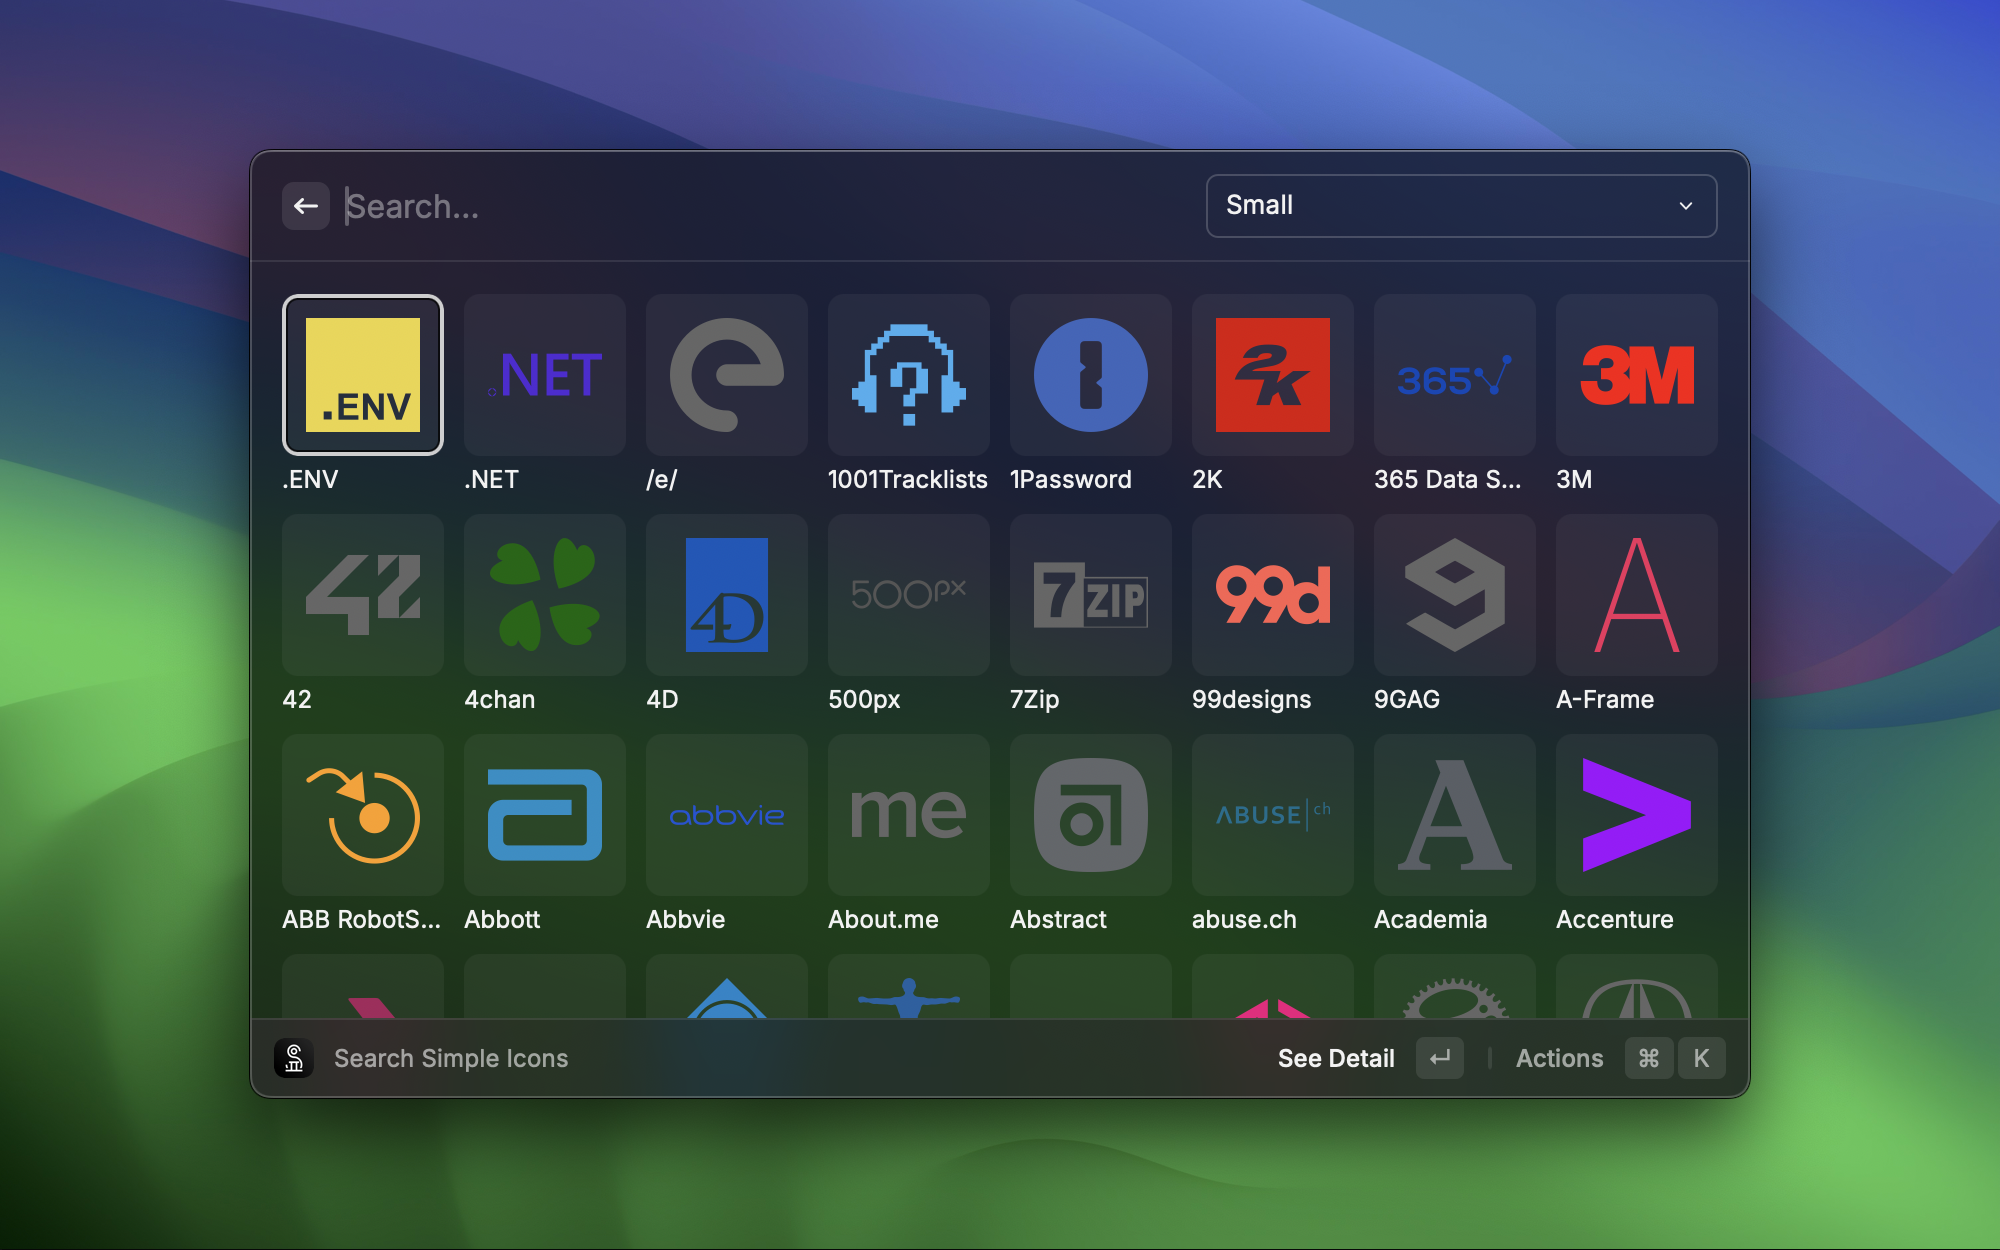 Search...
Small
.ENV
.NET
365
3M
.ENV
.NET
/e/
1001Tracklists
1Password
2K
365 Data S...
3M
42
4D
500px
7ZIP
99d
9
A
42
4chan
4D
500px
7Zip
99designs
9GAG
A-Frame
abbvie
me
ABUSE|ch
A
ABB RobotS...
Abbott
Abbvie
About.me
Abstract
abuse.ch
Academia
Accenture
Search Simple Icons
See Detail
Actions
⌘ K